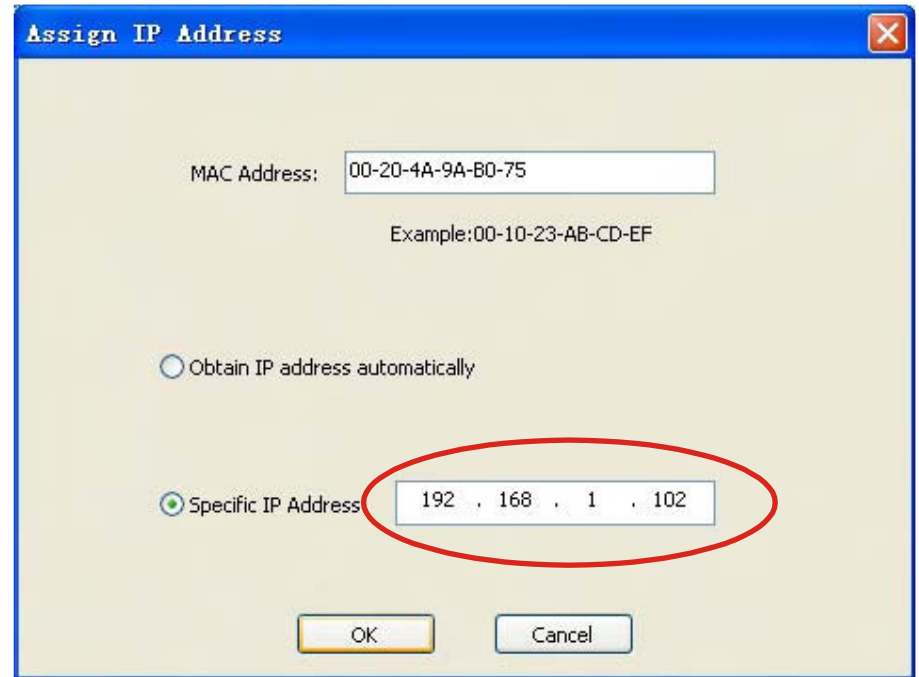 Assign IP Address
MAC Address: 00-20-4A-9A-B0-75
Example:00-10-23-AB-CD-EF
Obtain IP address automatically
Specific IP Address 192 . 168 . 1 . 102
OK Cancel